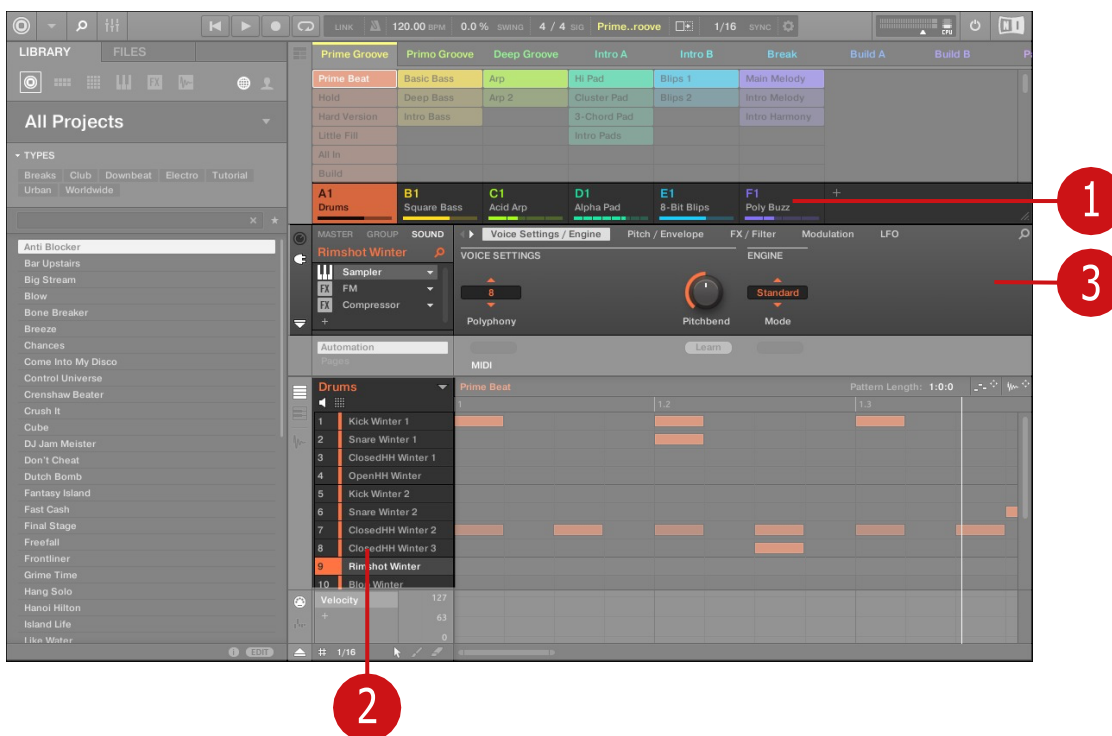 LINK 120.00 BPM 0.0 % SWING 4 / 4 SIG Prime..roove 1/16 SYNC CPU
LIBRARY FILES
All Projects
TYPES
Breaks Club Downbeat Electro Tutorial
Urban Worldwide
Anti Blocker
Bar Upstairs
Big Stream
Blow
Bone Breaker
Breeze
Chances
Come Into My Disco
Control Universe
Crenshaw Beater
Crush It
Cube
DJ Jam Meister
Don't Cheat
Dutch Bomb
Fantasy Island
Fast Cash
Final Stage
Freefall
Frontliner
Grime Time
Hang Solo
Hanoi Hilton
Island Life
Like Water
EDIT
Prime Groove Primo Groove Deep Groove Intro A Intro B Break Build A Build B P
Prime Beat Basic Bass Arp Hi Pad Blips 1 Main Melody
Hold Deep Bass Arp 2 Cluster Pad Blips 2 Intro Melody
Hard Version Intro Bass 3-Chord Pad Intro Harmony
Little Fill Intro Pads
All In
Build
A1 B1 C1 D1 E1 F1 +
Drums Square Bass Acid Arp Alpha Pad 8-Bit Blips Poly Buzz
1
MASTER GROUP SOUND Voice Settings / Engine Pitch / Envelope FX / Filter Modulation LFO
Rimshot Winter VOICE SETTINGS ENGINE
Sampler
FX FM
FX Compressor
+
8 Standard
Polyphony Pitchbend Mode
3
Automation Learn
Pages MIDI
Drums Prime Beat Pattern Length: 1:0:0
1 1.2 1.3
1 Kick Winter 1
2 Snare Winter 1
3 ClosedHH Winter 1
4 OpenHH Winter
5 Kick Winter 2
6 Snare Winter 2
7 ClosedHH Winter 2
8 ClosedHH Winter 3
9 Rimshot Winter
10 Blow Winter
Velocity 127
+ 63
0
1/16
2